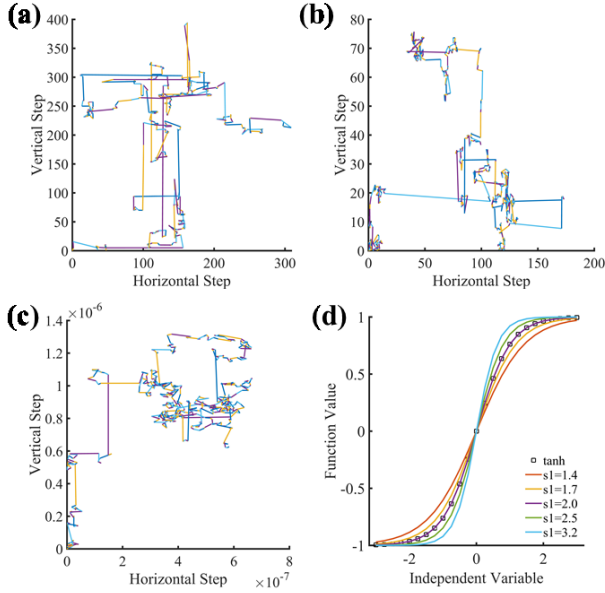 (a)
400
350
300
250
200
150
100
50
0
Vertical Step
0 100 200 300
Horizontal Step
(b)
80
60
40
20
0
Vertical Step
0 50 100 150 200
Horizontal Step
(c)
×10⁻⁶
1.4
1.2
1
0.8
0.6
0.4
0.2
0
Vertical Step
0 2 4 6 8
Horizontal Step ×10⁻⁷
(d)
1
0.5
0
-0.5
-1
Function Value
tanh
s1=1.4
s1=1.7
s1=2.0
s1=2.5
s1=3.2
-2 0 2
Independent Variable